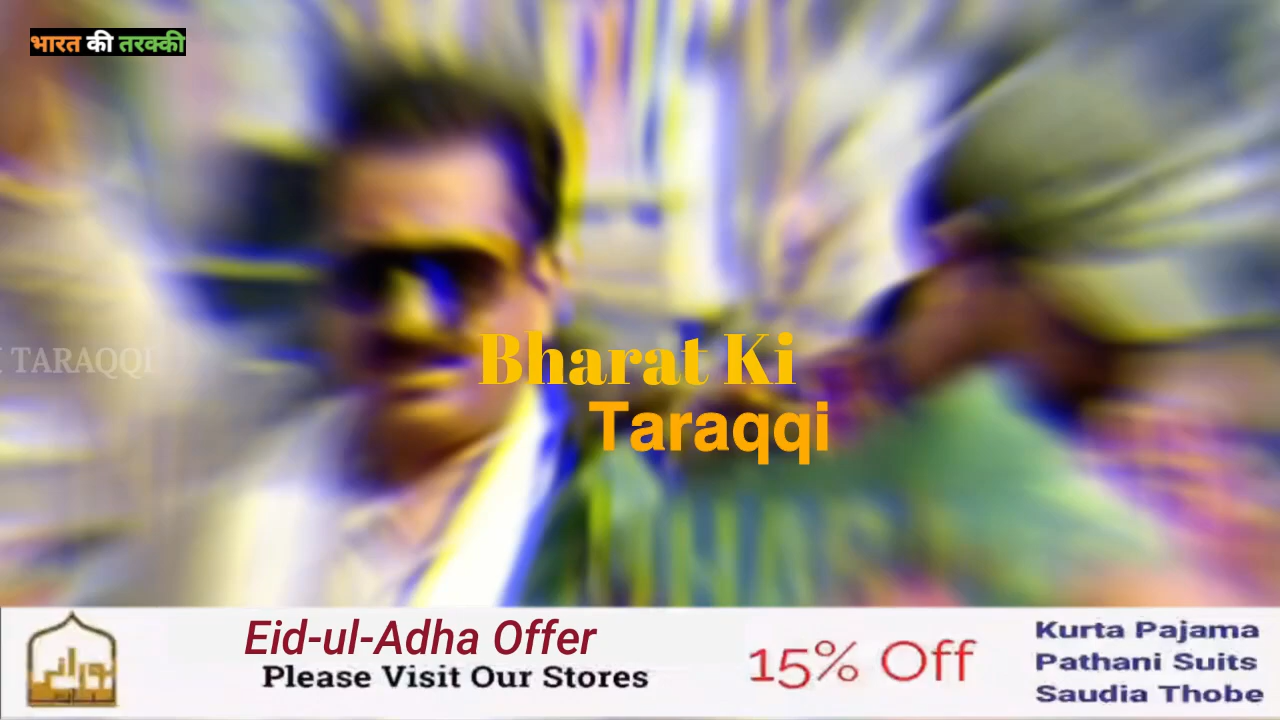 भारत की तरक्की
TARAQQI
Bharat Ki
Taraqqi
Eid-ul-Adha Offer
Please Visit Our Stores
15% Off
Kurta Pajama
Pathani Suits
Saudia Thobe